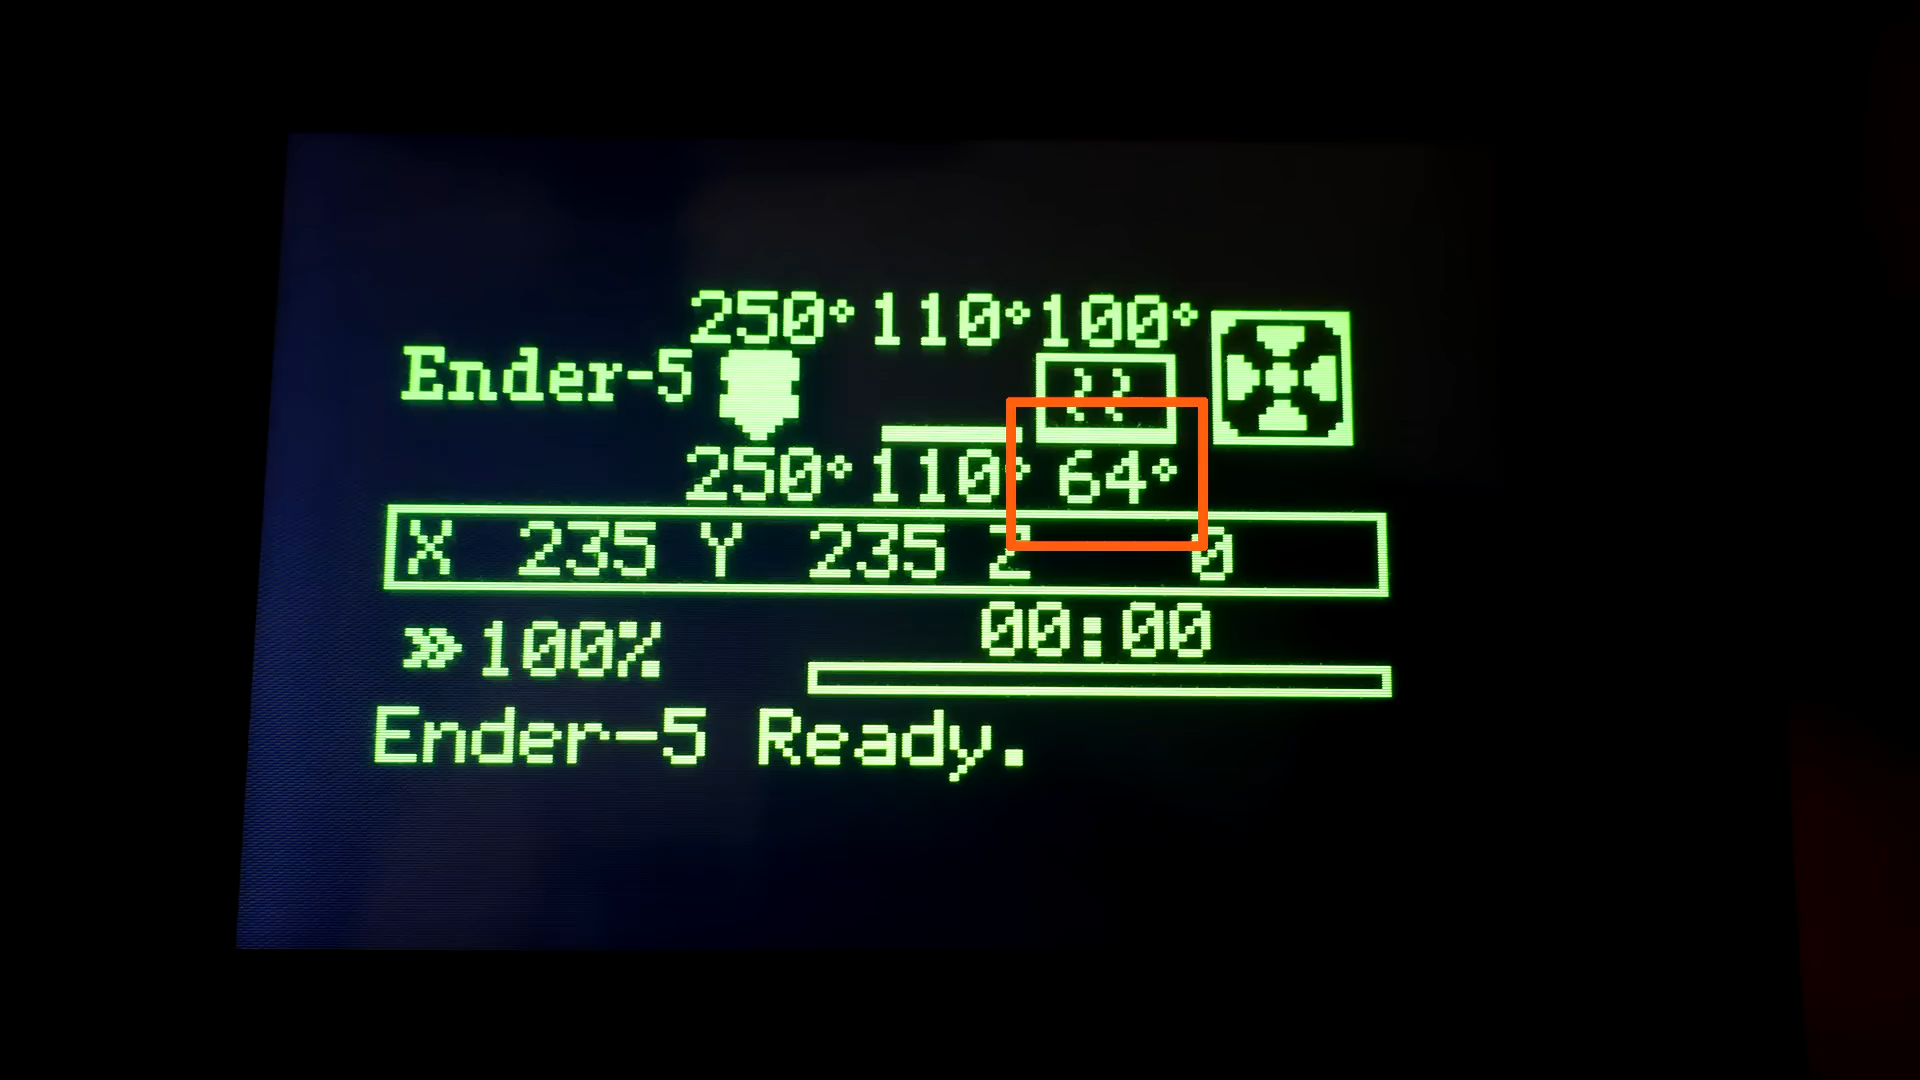 250° 110° 100°
Ender-5
250° 110° 64°
X 235 Y 235 Z 0
»100% 00:00
Ender-5 Ready.